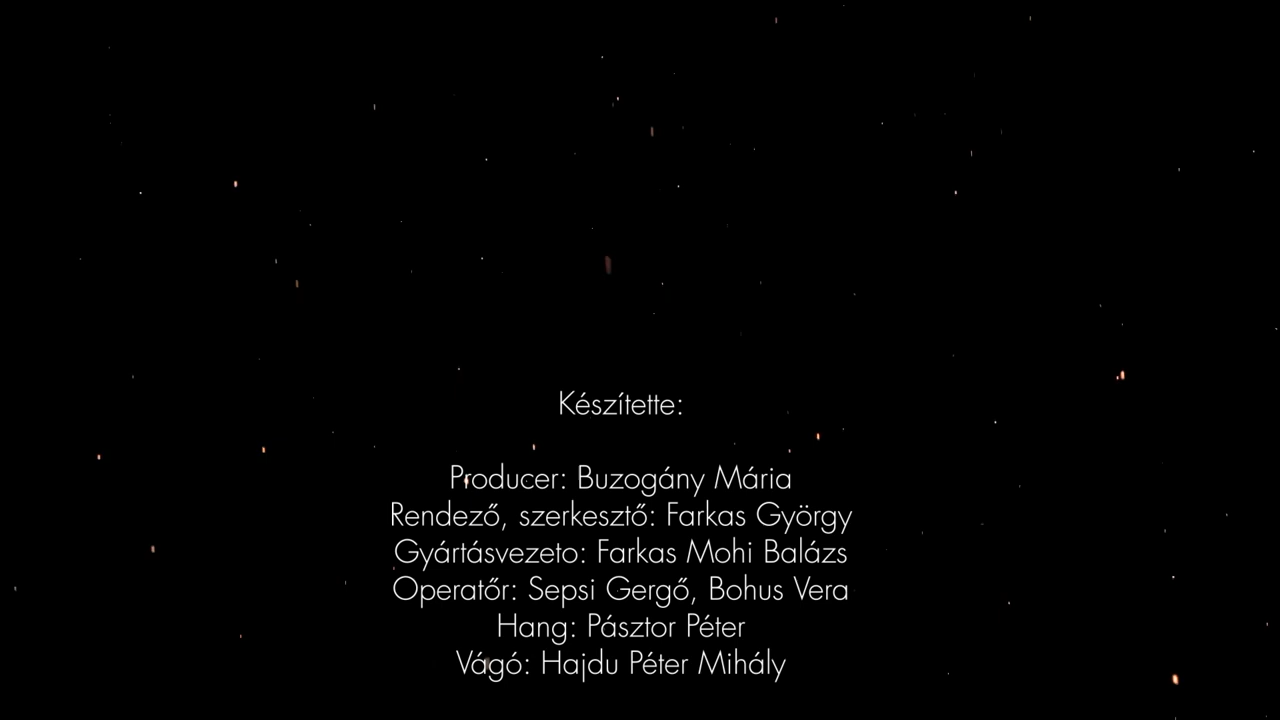 Készítette:
Producer: Buzogány Mária
Rendező, szerkesztő: Farkas György
Gyártásvezeto: Farkas Mohi Balázs
Operatőr: Sepsi Gergő, Bohus Vera
Hang: Pásztor Péter
Vágó: Hajdu Péter Mihály